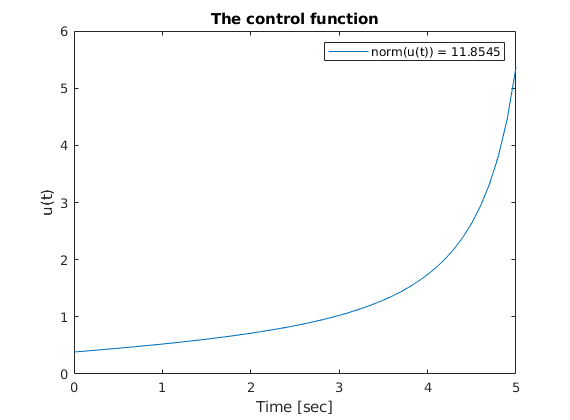 The control function
norm(u(t)) = 11.8545
6
5
4
3
2
1
0
u(t)
0 1 2 3 4 5
Time [sec]